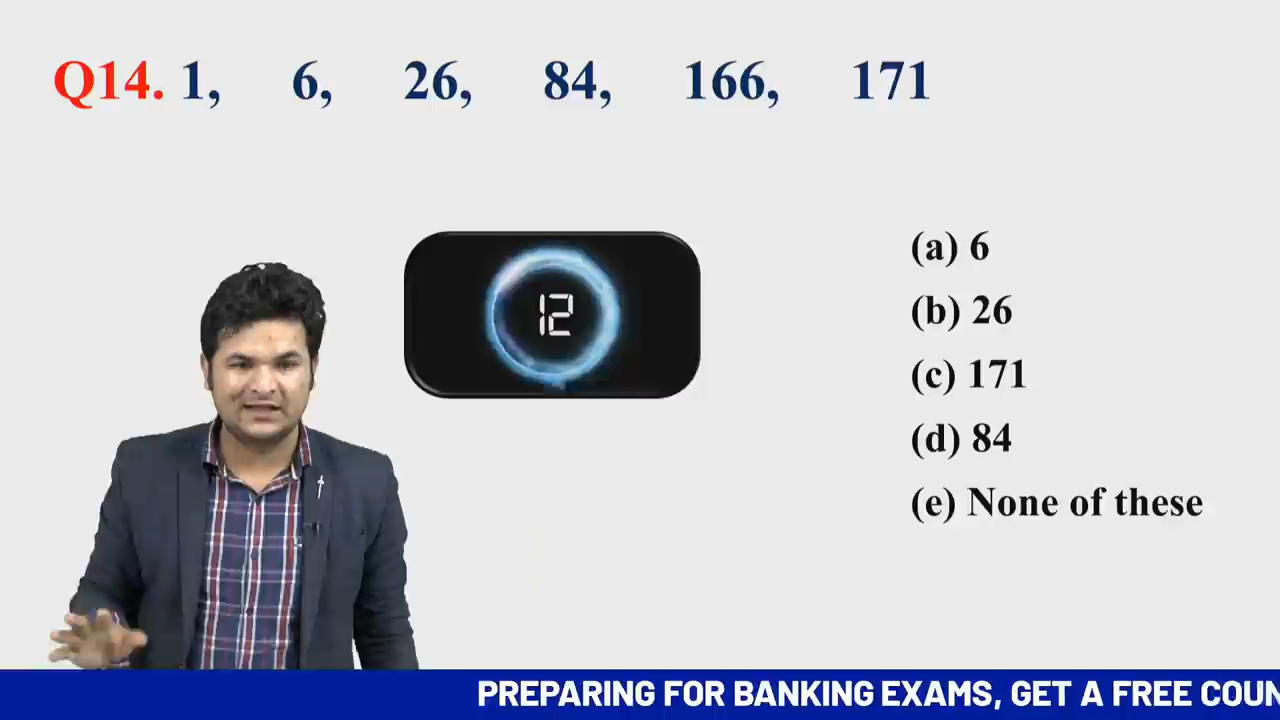 Q14. 1, 6, 26, 84, 166, 171
12
(a) 6
(b) 26
(c) 171
(d) 84
(e) None of these
PREPARING FOR BANKING EXAMS, GET A FREE COUN